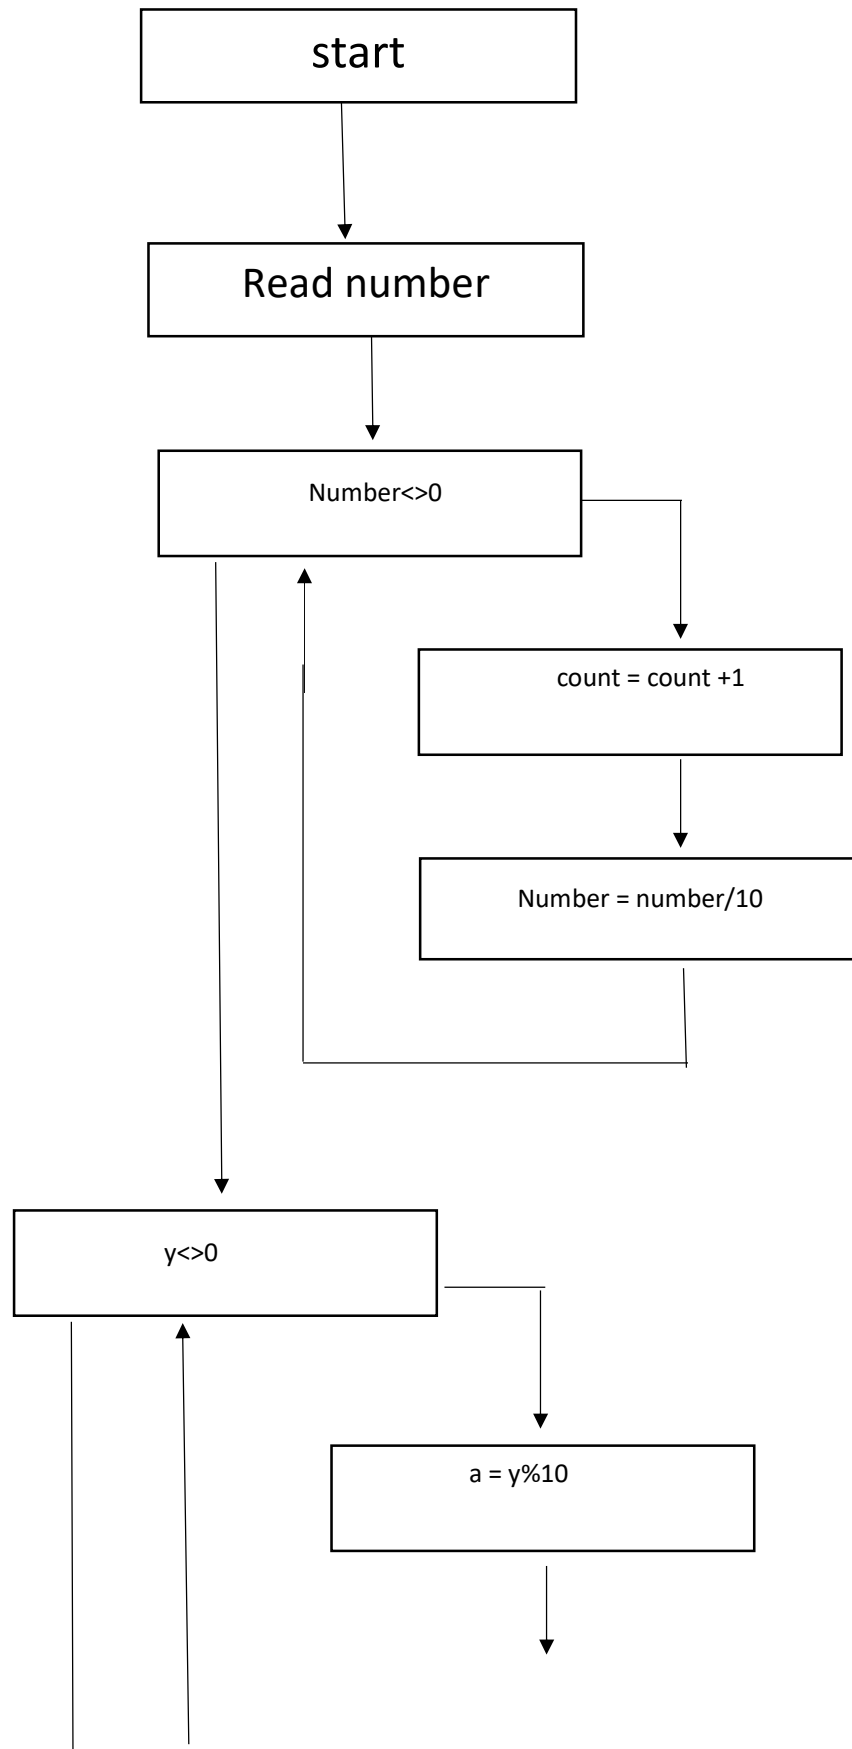 start
Read number
Number<>0
count = count +1
Number = number/10
y<>0
a = y%10